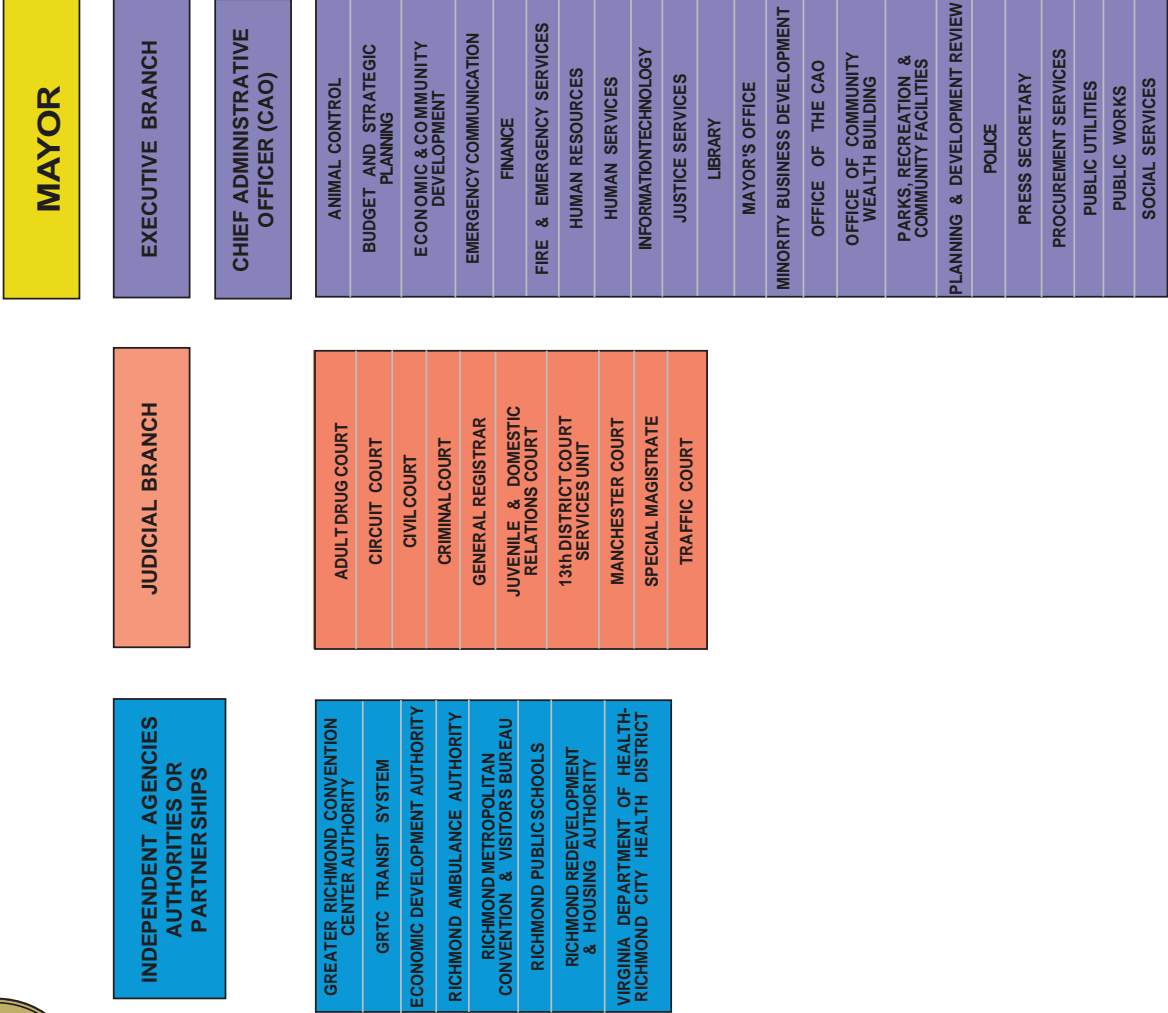 MAYOR
INDEPENDENT AGENCIES
AUTHORITIES OR
PARTNERSHIPS
JUDICIAL BRANCH
EXECUTIVE BRANCH
CHIEF ADMINISTRATIVE
OFFICER (CAO)
GREATER RICHMOND CONVENTION
CENTER AUTHORITY
GRTC TRANSIT SYSTEM
ECONOMIC DEVELOPMENT AUTHORITY
RICHMOND AMBULANCE AUTHORITY
RICHMOND METROPOLITAN
CONVENTION & VISITORS BUREAU
RICHMOND PUBLIC SCHOOLS
RICHMOND REDEVELOPMENT
& HOUSING AUTHORITY
VIRGINIA DEPARTMENT OF HEALTH-
RICHMOND CITY HEALTH DISTRICT
ADULT DRUG COURT
CIRCUIT COURT
CIVIL COURT
CRIMINAL COURT
GENERAL REGISTRAR
JUVENILE & DOMESTIC
RELATIONS COURT
13th DISTRICT COURT
SERVICES UNIT
MANCHESTER COURT
SPECIAL MAGISTRATE
TRAFFIC COURT
ANIMAL CONTROL
BUDGET AND STRATEGIC
PLANNING
ECONOMIC & COMMUNITY
DEVELOPMENT
EMERGENCY COMMUNICATION
FINANCE
FIRE & EMERGENCY SERVICES
HUMAN RESOURCES
HUMAN SERVICES
INFORMATIONTECHNOLOGY
JUSTICE SERVICES
LIBRARY
MAYOR'S OFFICE
MINORITY BUSINESS DEVELOPMENT
OFFICE OF THE CAO
OFFICE OF COMMUNITY
WEALTH BUILDING
PARKS, RECREATION &
COMMUNITY FACILITIES
PLANNING & DEVELOPMENT REVIEW
POLICE
PRESS SECRETARY
PROCUREMENT SERVICES
PUBLIC UTILITIES
PUBLIC WORKS
SOCIAL SERVICES